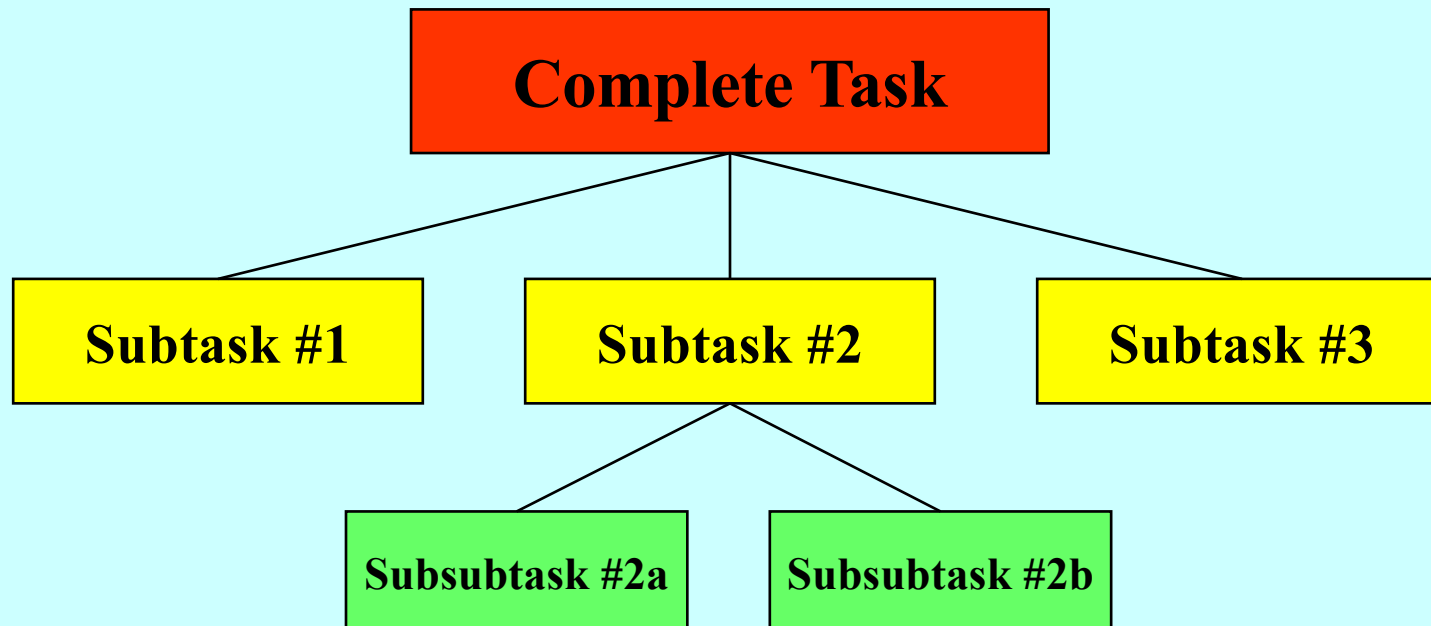 Complete Task
Subtask #1
Subtask #2
Subtask #3
Subsubtask #2a
Subsubtask #2b